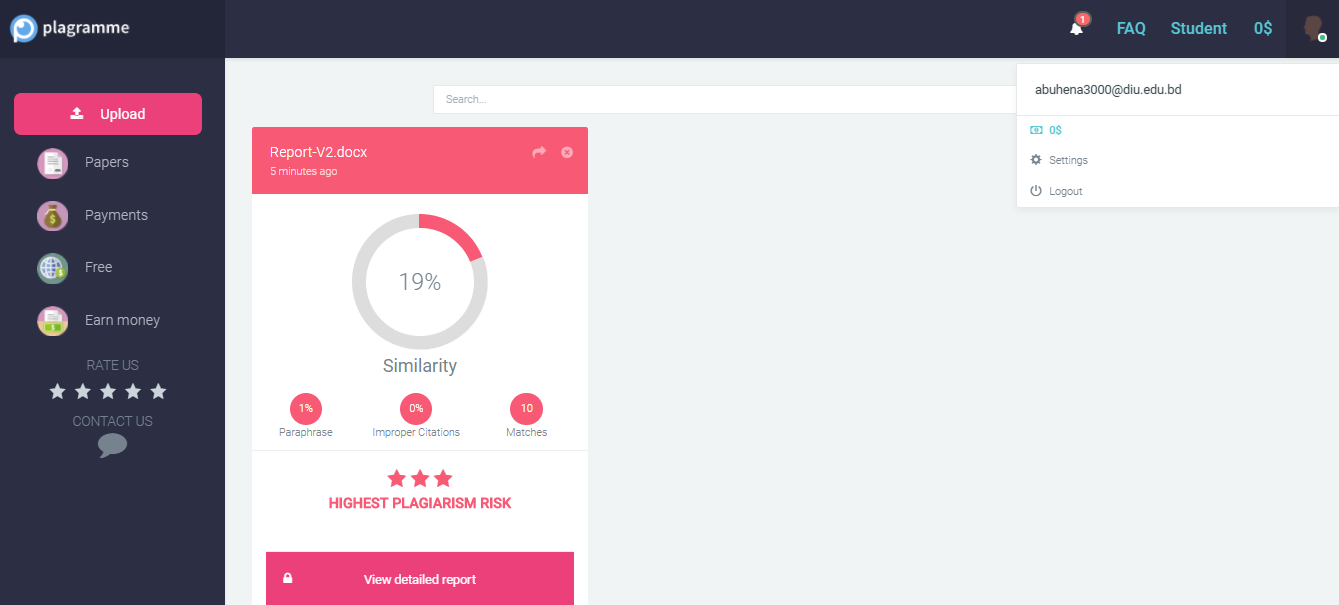 plagramme
1
FAQ
Student
0$
Upload
Papers
Payments
Free
Earn money
RATE US
CONTACT US
Search...
abuhena3000@diu.edu.bd
0$
Settings
Logout
Report-V2.docx
5 minutes ago
19%
Similarity
1%
0%
10
Paraphrase
Improper Citations
Matches
HIGHEST PLAGIARISM RISK
View detailed report